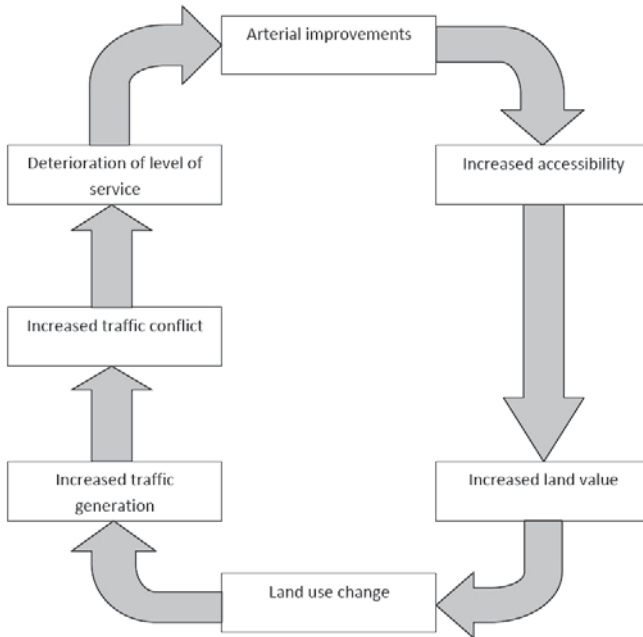 Arterial improvements
Increased accessibility
Increased land value
Land use change
Increased traffic
generation
Increased traffic conflict
Deterioration of level of
service